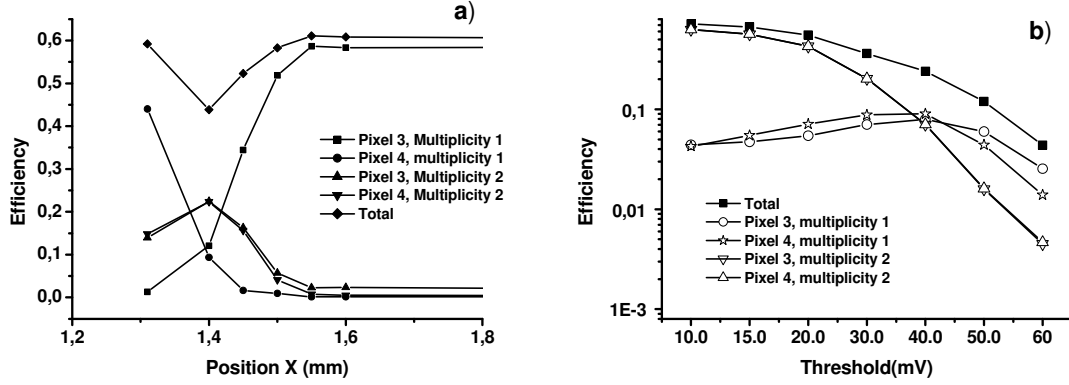 a)
0,6
0,5
0,4
0,3
0,2
0,1
0,0
Efficiency
Pixel 3, Multiplicity 1
Pixel 4, multiplicity 1
Pixel 3, Multiplicity 2
Pixel 4, Multiplicity 2
Total
1,2
1,4
1,6
1,8
Position X (mm)
b)
0,1
0,01
1E-3
Efficiency
Total
Pixel 3, multiplicity 1
Pixel 4, multiplicity 1
Pixel 3, multiplicity 2
Pixel 4, multiplicity 2
10.0
15.0
20.0
30.0
40.0
50.0
60
Threshold(mV)